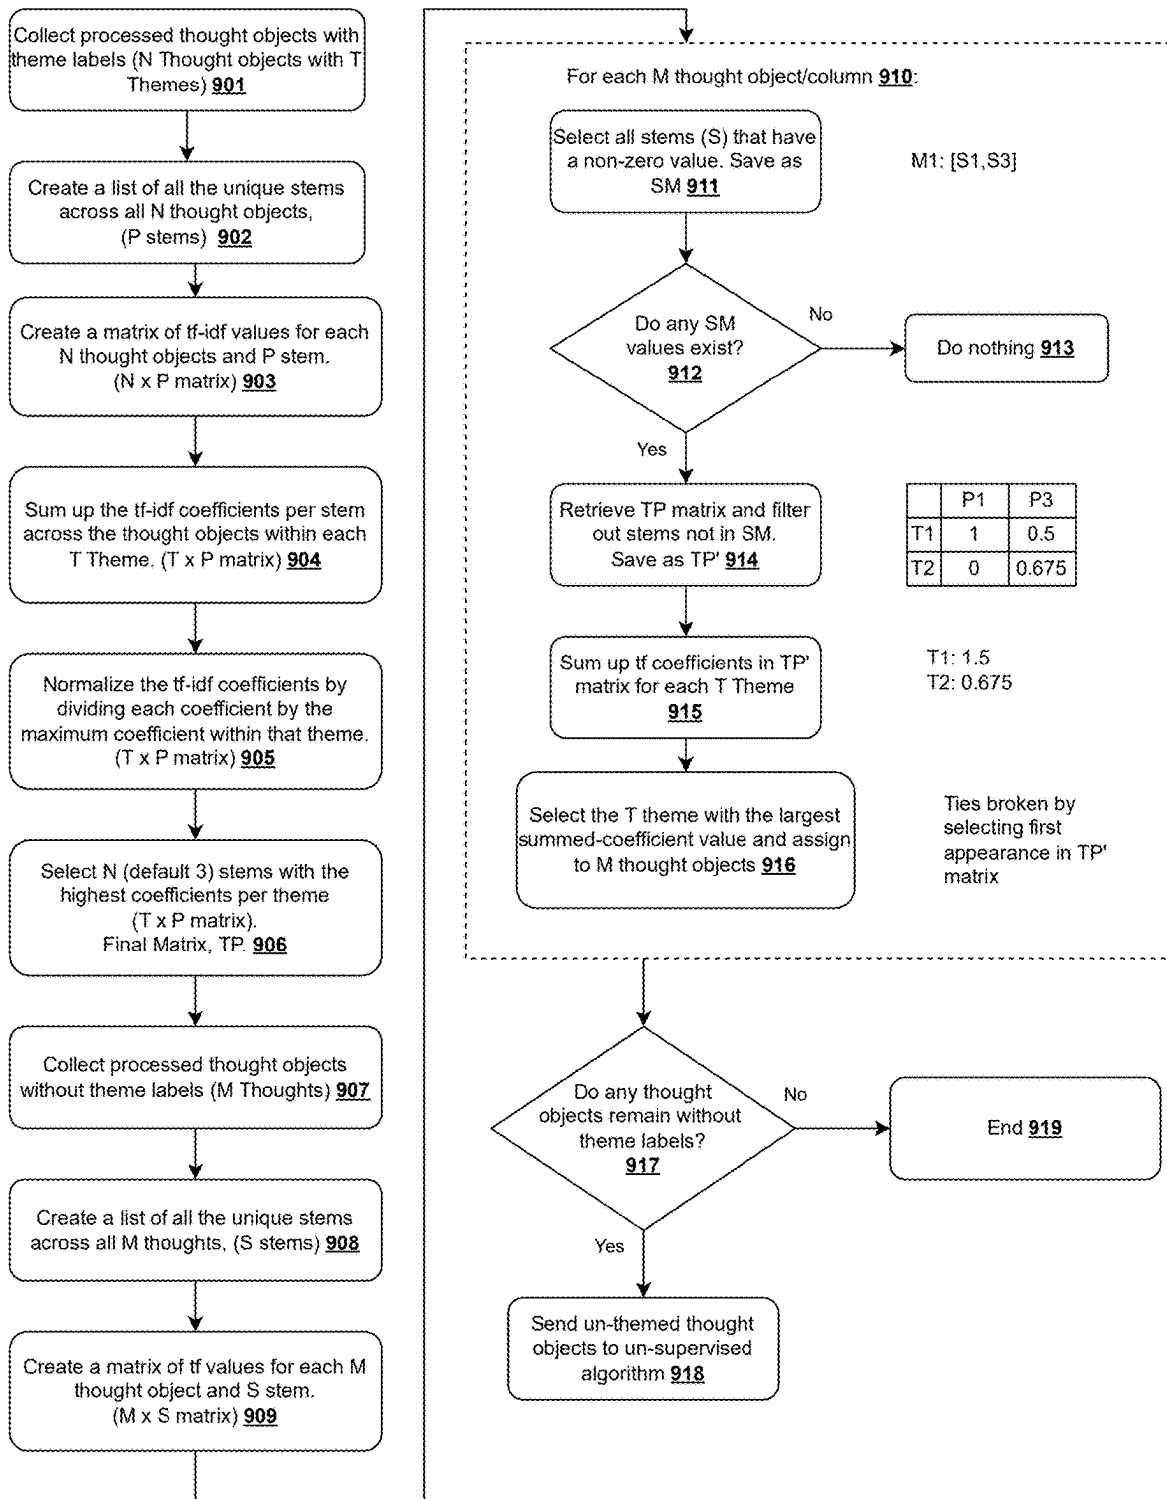 Collect processed thought objects with
theme labels (N Thought objects with T
Themes) 901
Create a list of all the unique stems
across all N thought objects,
(P stems) 902
Create a matrix of tf-idf values for each
N thought objects and P stem.
(N x P matrix) 903
Sum up the tf-idf coefficients per stem
across the thought objects within each
T Theme. (T x P matrix) 904
Normalize the tf-idf coefficients by
dividing each coefficient by the
maximum coefficient within that theme.
(T x P matrix) 905
Select N (default 3) stems with the
highest coefficients per theme
(T x P matrix).
Final Matrix, TP. 906
Collect processed thought objects
without theme labels (M Thoughts) 907
Create a list of all the unique stems
across all M thoughts, (S stems) 908
Create a matrix of tf values for each M
thought object and S stem.
(M x S matrix) 909
For each M thought object/column 910:
Select all stems (S) that have
a non-zero value. Save as
SM 911
M1: [S1,S3]
Do any SM
values exist?
912
No
Do nothing 913
Yes
Retrieve TP matrix and filter
out stems not in SM.
Save as TP' 914
P1 P3
T1 1 0.5
T2 0 0.675
Sum up tf coefficients in TP'
matrix for each T Theme
915
T1: 1.5
T2: 0.675
Select the T theme with the largest
summed-coefficient value and assign
to M thought objects 916
Ties broken by
selecting first
appearance in TP'
matrix
Do any thought
objects remain without
theme labels?
917
No
End 919
Yes
Send un-themed thought
objects to un-supervised
algorithm 918